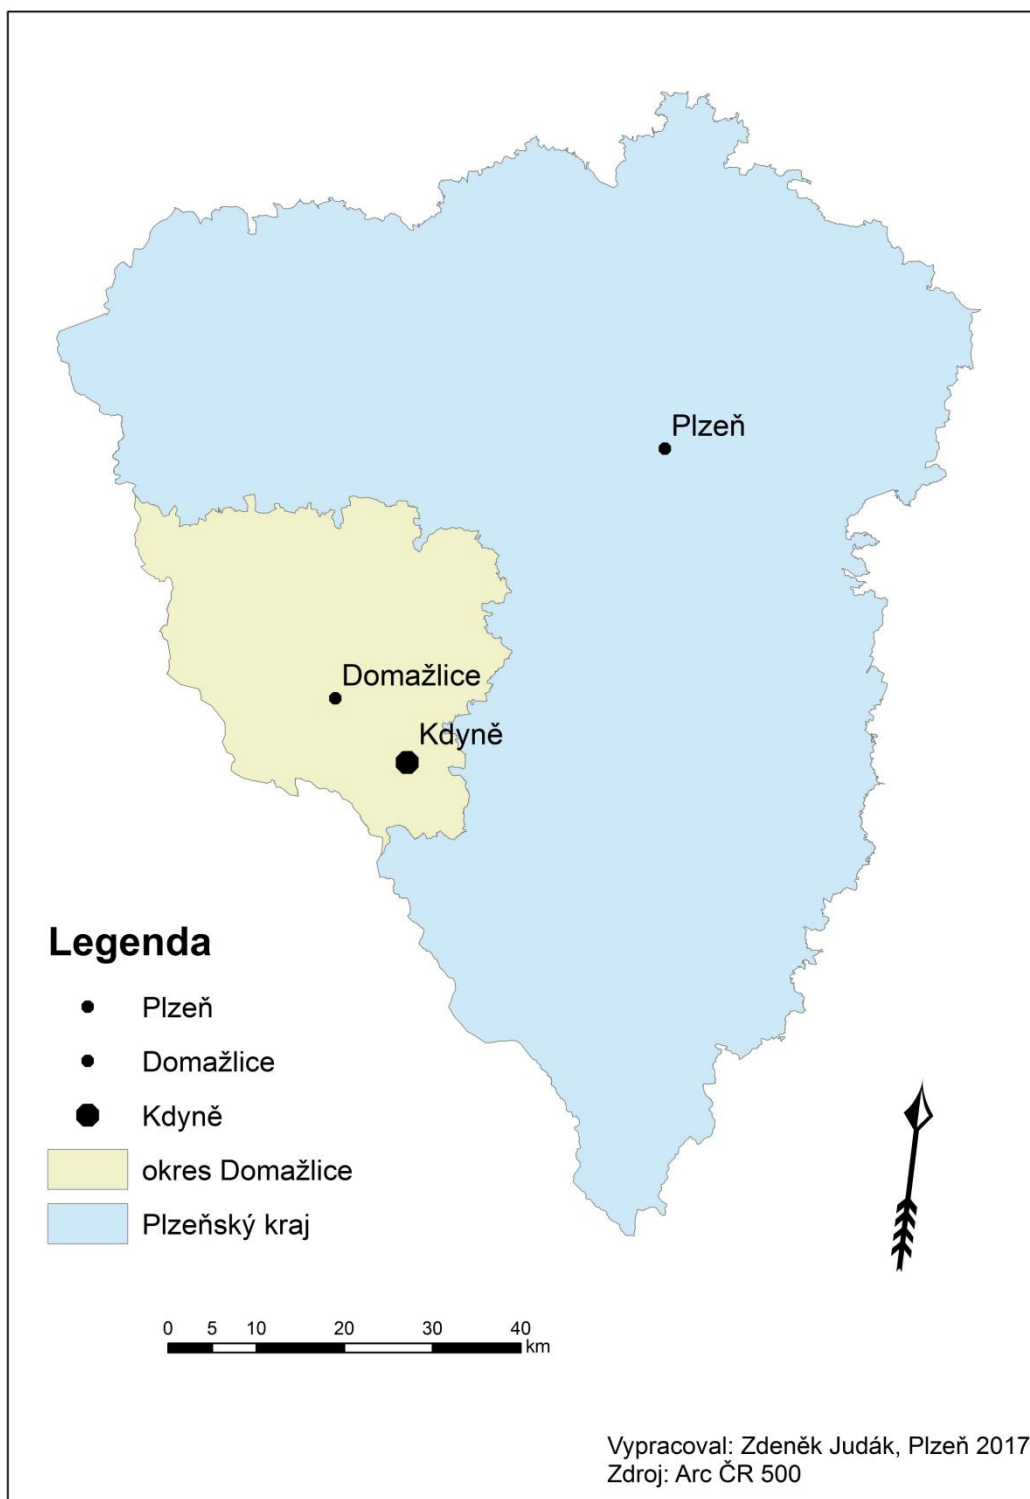 Plzeň
Domažlice
Kdyně
Legenda
Plzeň
Domažlice
Kdyně
okres Domažlice
Plzeňský kraj
0 5 10 20 30 40
km
Vypracoval: Zdeněk Judák, Plzeň 2017
Zdroj: Arc ČR 500